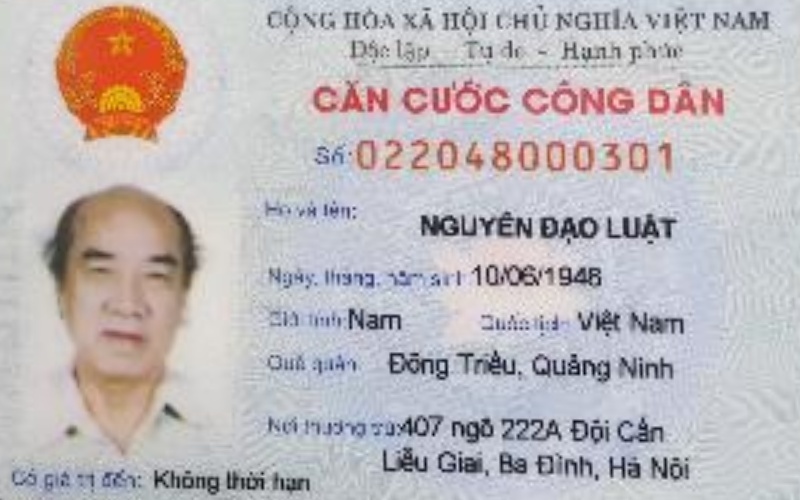 CỘNG HÒA XÃ HỘI CHỦ NGHĨA VIỆT NAM
Độc lập - Tự do - Hạnh phúc
CĂN CƯỚC CÔNG DÂN
Số: 022048000301
Họ và tên: NGUYỄN ĐẠO LUẬT
Ngày, tháng, năm sinh: 10/06/1948
Giới tính: Nam Quốc tịch: Việt Nam
Quê quán: Đông Triều, Quảng Ninh
Nơi thường trú: 407 ngõ 222A Đội Cấn
Liễu Giai, Ba Đình, Hà Nội
Có giá trị đến: Không thời hạn